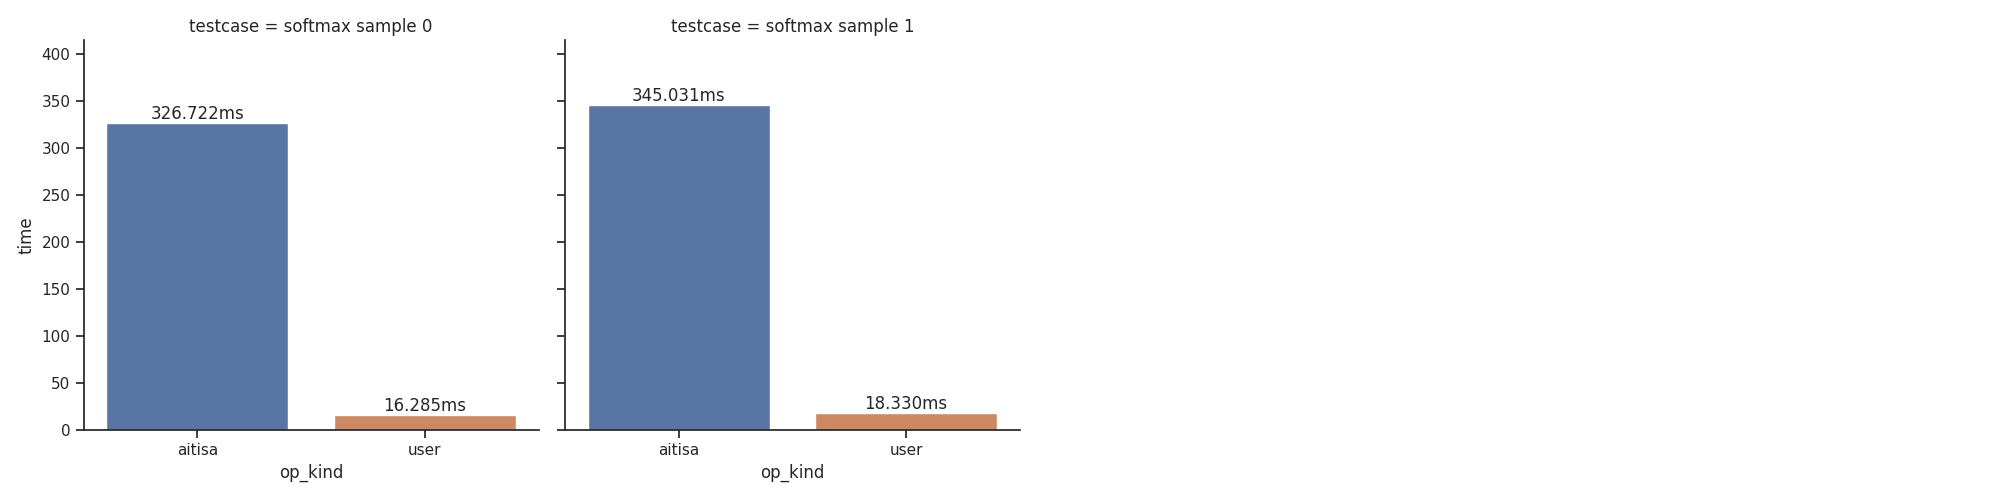 testcase = softmax sample 0
testcase = softmax sample 1
400
350
300
250
200
150
100
50
0
time
326.722ms
16.285ms
345.031ms
18.330ms
aitisa
user
aitisa
user
op_kind
op_kind